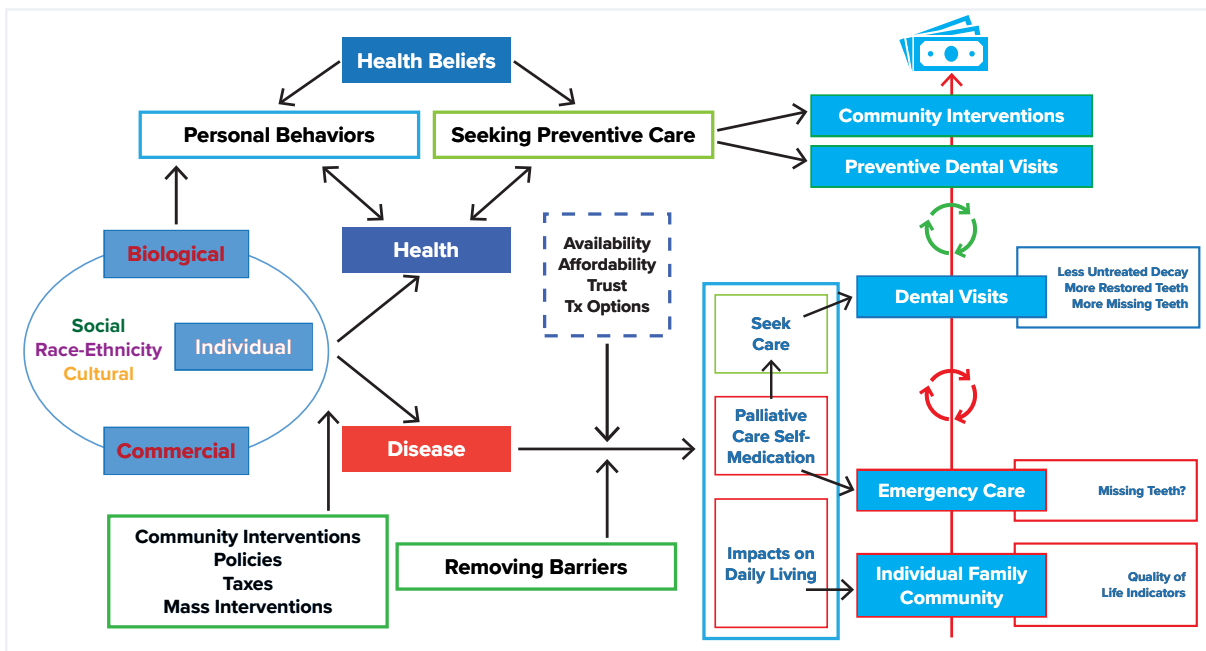 Health Beliefs
Personal Behaviors
Seeking Preventive Care
Community Interventions
Preventive Dental Visits
Biological
Social
Race-Ethnicity
Cultural
Individual
Commercial
Health
Disease
Availability
Affordability
Trust
Tx Options
Community Interventions
Policies
Taxes
Mass Interventions
Removing Barriers
Seek
Care
Palliative
Care Self-
Medication
Impacts on
Daily Living
Dental Visits
Less Untreated Decay
More Restored Teeth
More Missing Teeth
Emergency Care
Missing Teeth?
Individual Family
Community
Quality of
Life Indicators